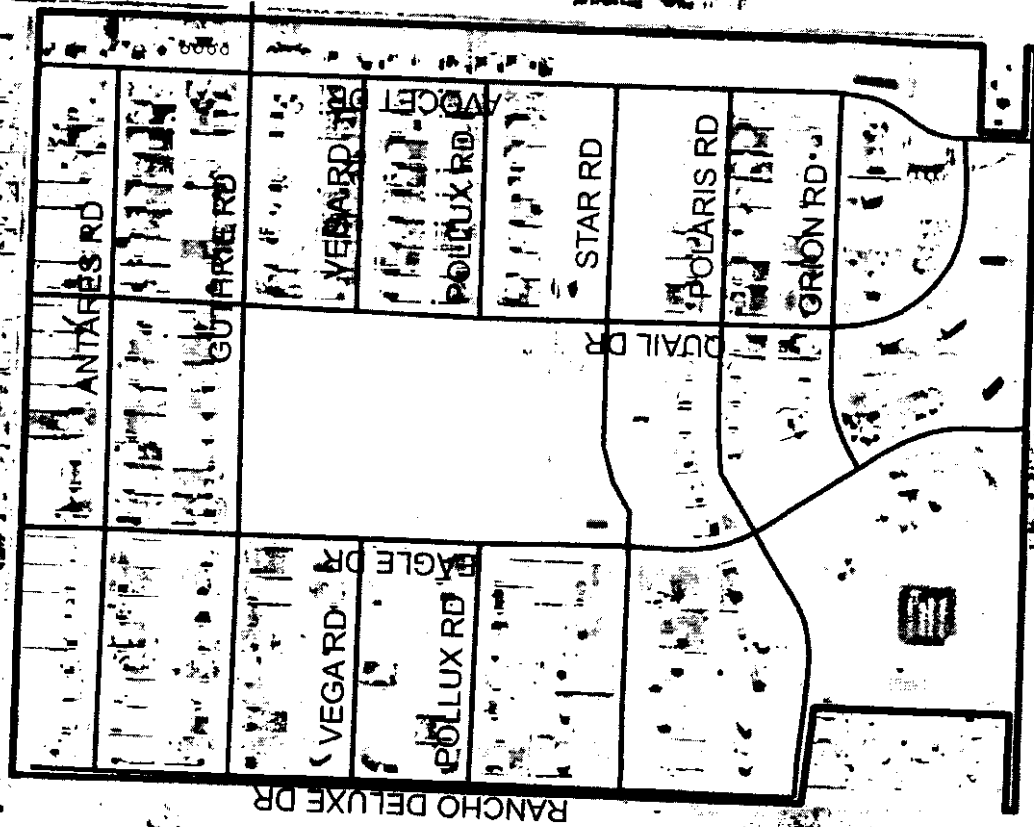 AVOCET DR
ANTARES RD
GUTHRIE RD
VEGA RD
POLLUX RD
STAR RD
POLARIS RD
ORION RD
QUAIL DR
EAGLE DR
VEGA RD
POLLUX RD
RANCHO DELUXE DR